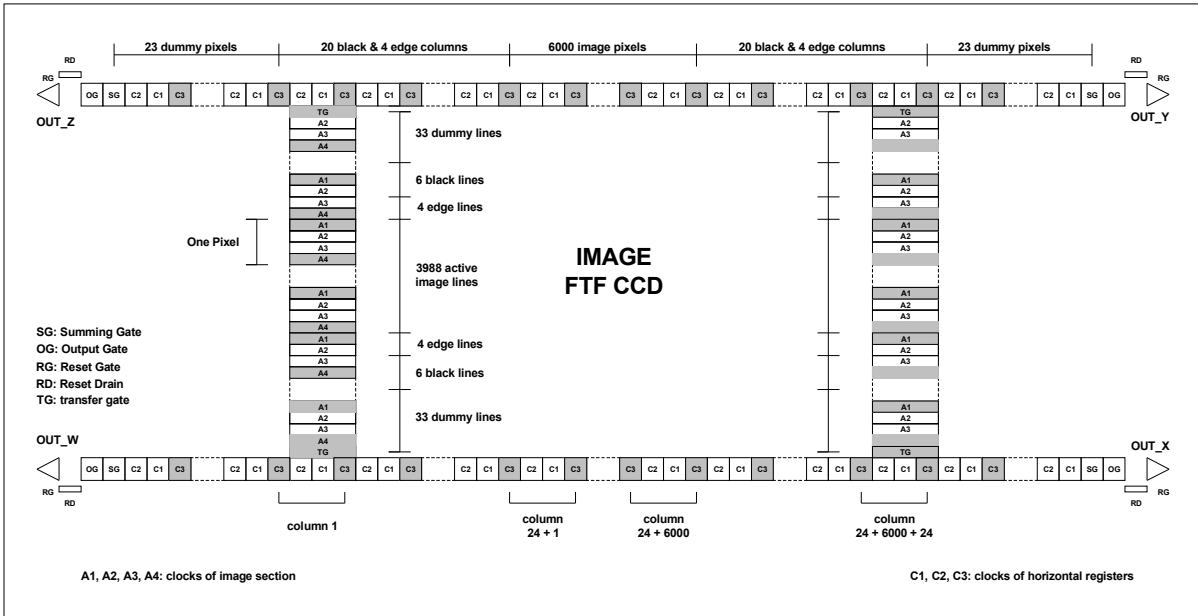 23 dummy pixels 20 black & 4 edge columns 6000 image pixels 20 black & 4 edge columns 23 dummy pixels
RD RD
RG RG
OG SG C2 C1 C3 C2 C1 C3 C2 C1 C3 C2 C1 C3 C2 C1 C3 C2 C1 C3 C3 C2 C1 C3 C2 C1 C3 C2 C1 C3 C2 C1 C3 C2 C1 C3 C2 C1 SG OG
OUT_Z TG TG OUT_Y
A2 A2
A3 33 dummy lines A3
A4
A1 6 black lines A1
A2 A2
A3 4 edge lines A3
A4
A1 A1
One Pixel A2 A2
A3 IMAGE A3
A4 3988 active
image lines FTF CCD
A1 A1
A2 A2
A3 A3
SG: Summing Gate A4
A1 4 edge lines A1
OG: Output Gate A2 A2
RG: Reset Gate A3 6 black lines A3
A4
RD: Reset Drain
TG: transfer gate
A1 A1
A2 33 dummy lines A2
A3 A3
OUT_W A4 OUT_X
TG TG
OG SG C2 C1 C3 C2 C1 C3 C2 C1 C3 C2 C1 C3 C2 C1 C3 C2 C1 C3 C3 C2 C1 C3 C2 C1 C3 C2 C1 C3 C2 C1 C3 C2 C1 C3 C2 C1 SG OG
RG RG
RD RD
column 1 column column column
24 + 1 24 + 6000 24 + 6000 + 24
A1, A2, A3, A4: clocks of image section C1, C2, C3: clocks of horizontal registers